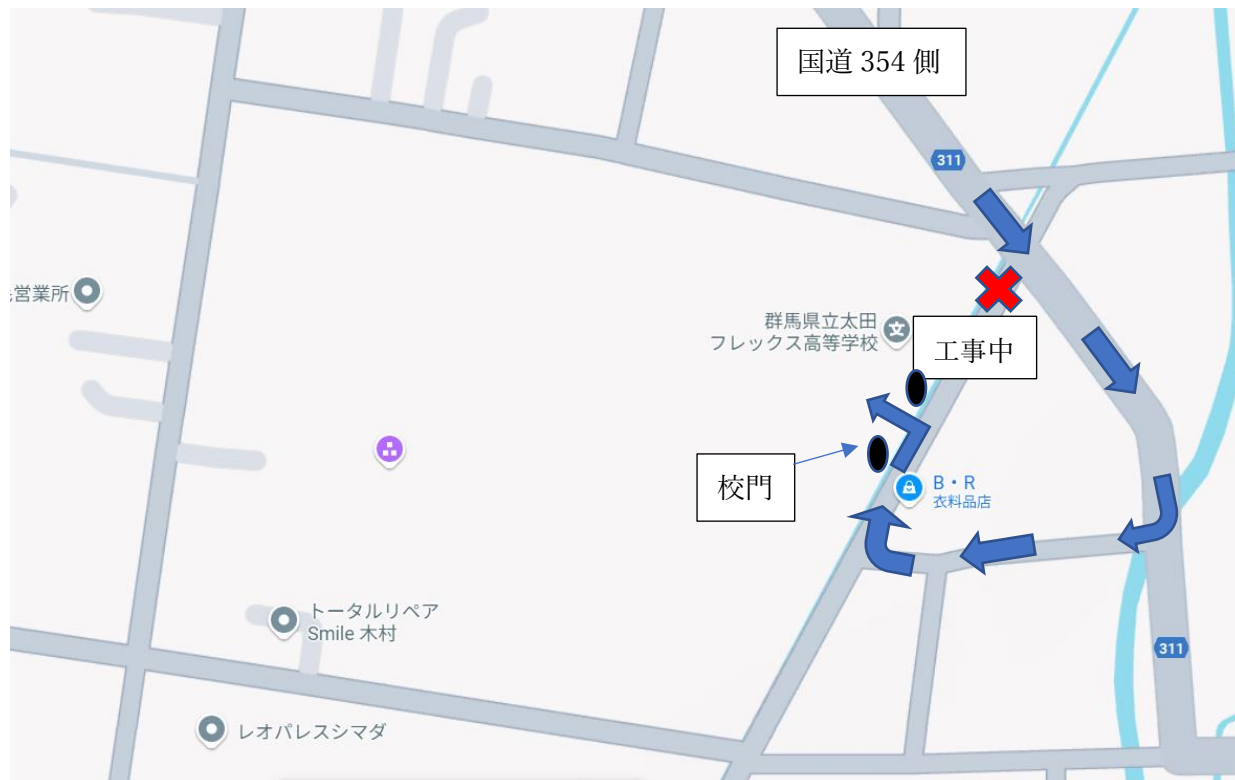 国道 354 側
311
営業所
群馬県立太田
フレックス高等学校
工事中
校門
B・R
衣料品店
トータルリペア
Smile 木村
311
レオパレスシマダ